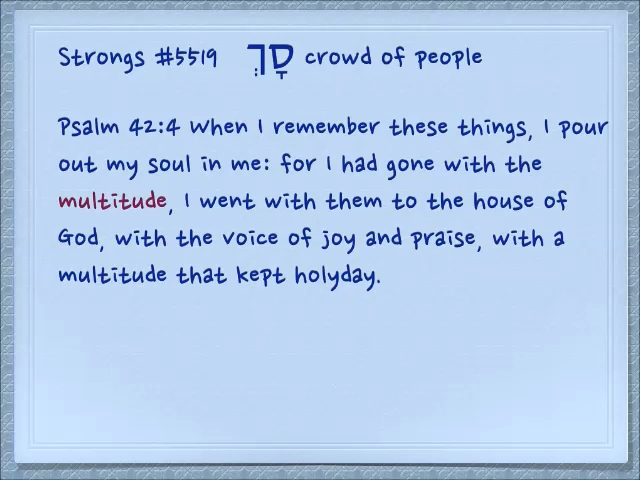 Strongs #5519 סָךְ crowd of people
Psalm 42:4 When I remember these things, I pour
out my soul in me: for I had gone with the
multitude, I went with them to the house of
God, with the voice of joy and praise, with a
multitude that kept holyday.